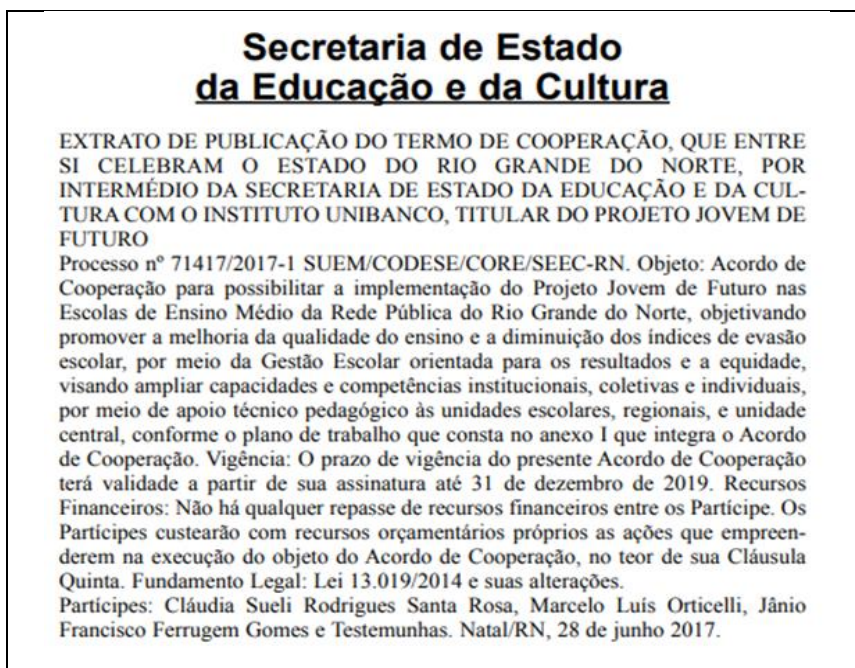 Secretaria de Estado
da Educação e da Cultura
EXTRATO DE PUBLICAÇÃO DO TERMO DE COOPERAÇÃO, QUE ENTRE
SI CELEBRAM O ESTADO DO RIO GRANDE DO NORTE, POR
INTERMÉDIO DA SECRETARIA DE ESTADO DA EDUCAÇÃO E DA CUL-
TURA COM O INSTITUTO UNIBANCO, TITULAR DO PROJETO JOVEM DE
FUTURO
Processo nº 71417/2017-1 SUEM/CODESE/CORE/SEEC-RN. Objeto: Acordo de
Cooperação para possibilitar a implementação do Projeto Jovem de Futuro nas
Escolas de Ensino Médio da Rede Pública do Rio Grande do Norte, objetivando
promover a melhoria da qualidade do ensino e a diminuição dos índices de evasão
escolar, por meio da Gestão Escolar orientada para os resultados e a equidade,
visando ampliar capacidades e competências institucionais, coletivas e individuais,
por meio de apoio técnico pedagógico às unidades escolares, regionais, e unidade
central, conforme o plano de trabalho que consta no anexo I que integra o Acordo
de Cooperação. Vigência: O prazo de vigência do presente Acordo de Cooperação
terá validade a partir de sua assinatura até 31 de dezembro de 2019. Recursos
Financeiros: Não há qualquer repasse de recursos financeiros entre os Partícipe. Os
Partícipes custearão com recursos orçamentários próprios as ações que empreen-
derem na execução do objeto do Acordo de Cooperação, no teor de sua Cláusula
Quinta. Fundamento Legal: Lei 13.019/2014 e suas alterações.
Partícipes: Cláudia Sueli Rodrigues Santa Rosa, Marcelo Luís Orticelli, Jânio
Francisco Ferrugem Gomes e Testemunhas. Natal/RN, 28 de junho 2017.